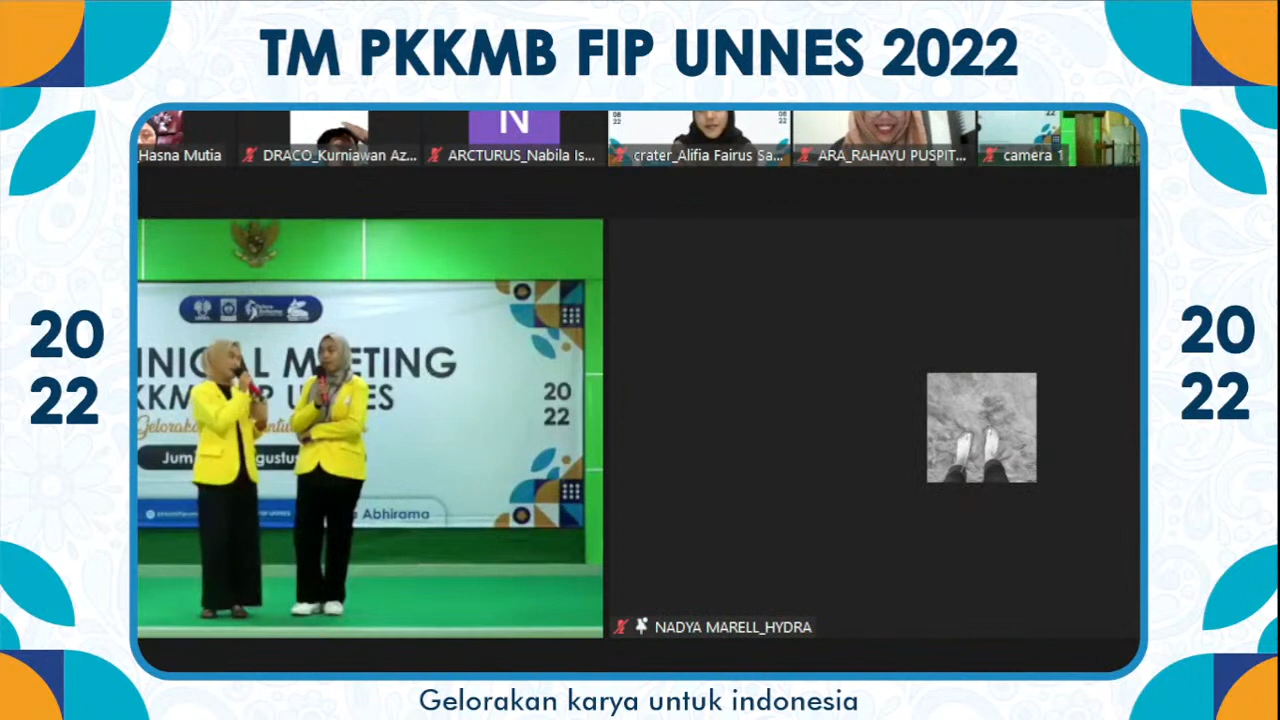 TM PKKMB FIP UNNES 2022
Hasna Mutia
DRACO_Kurniawan Az...
ARCTURUS_Nabila Is...
crater_Alifia Fairus Sa...
ARA_RAHAYU PUSPIT...
camera 1
N
20
22
20
22
20
22
UNNES
Abhirama
NADYA MARELL_HYDRA
Gelorakan karya untuk indonesia